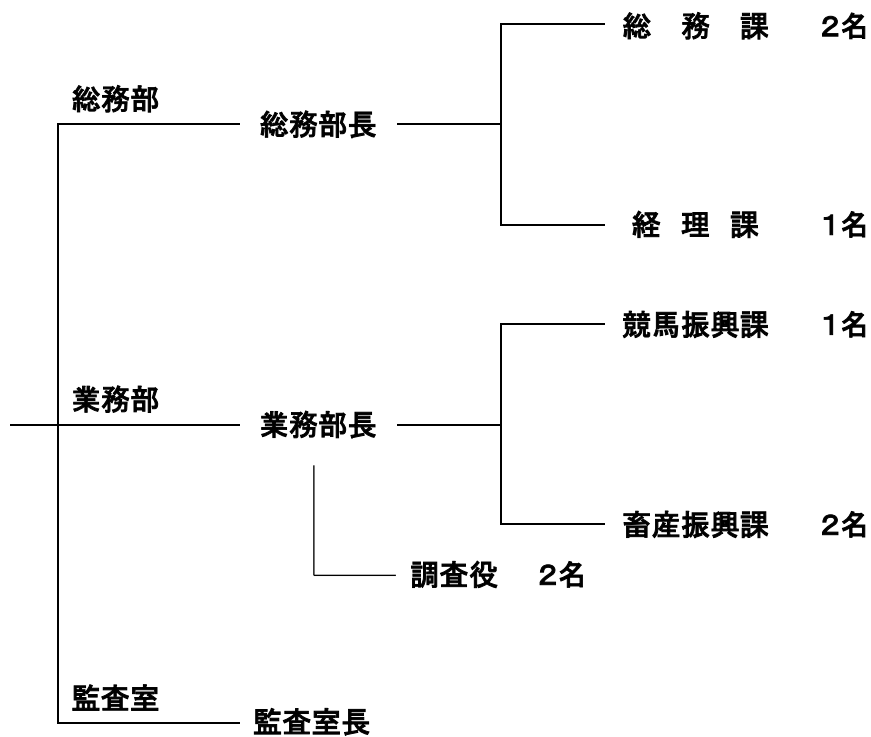 総　務　課　２名
総務部
総務部長
経　理　課　１名
競馬振興課　１名
業務部
業務部長
畜産振興課　２名
調査役　２名
監査室
監査室長